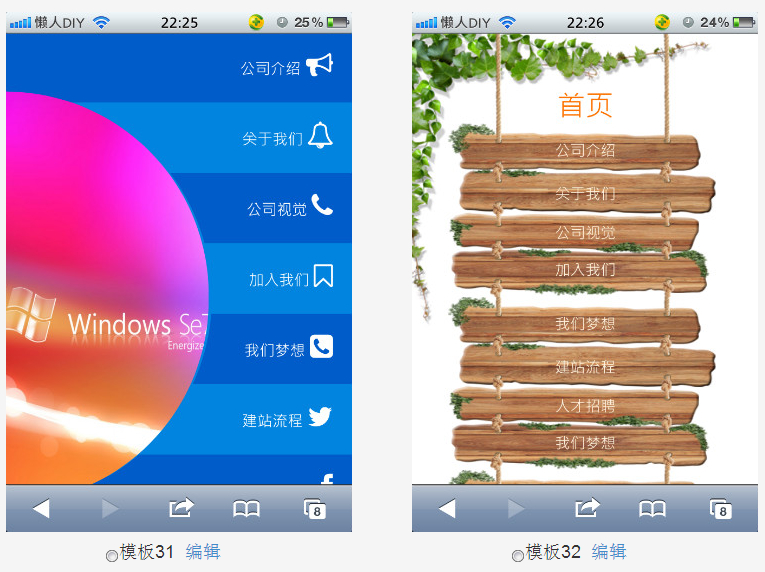 懒人DIY 22:25 25%
公司介绍
关于我们
公司视觉
加入我们
Windows Se7
Energize
我们梦想
建站流程
8
模板31 编辑
懒人DIY 22:26 24%
首页
公司介绍
关于我们
公司视觉
加入我们
我们梦想
建站流程
人才招聘
我们梦想
8
模板32 编辑